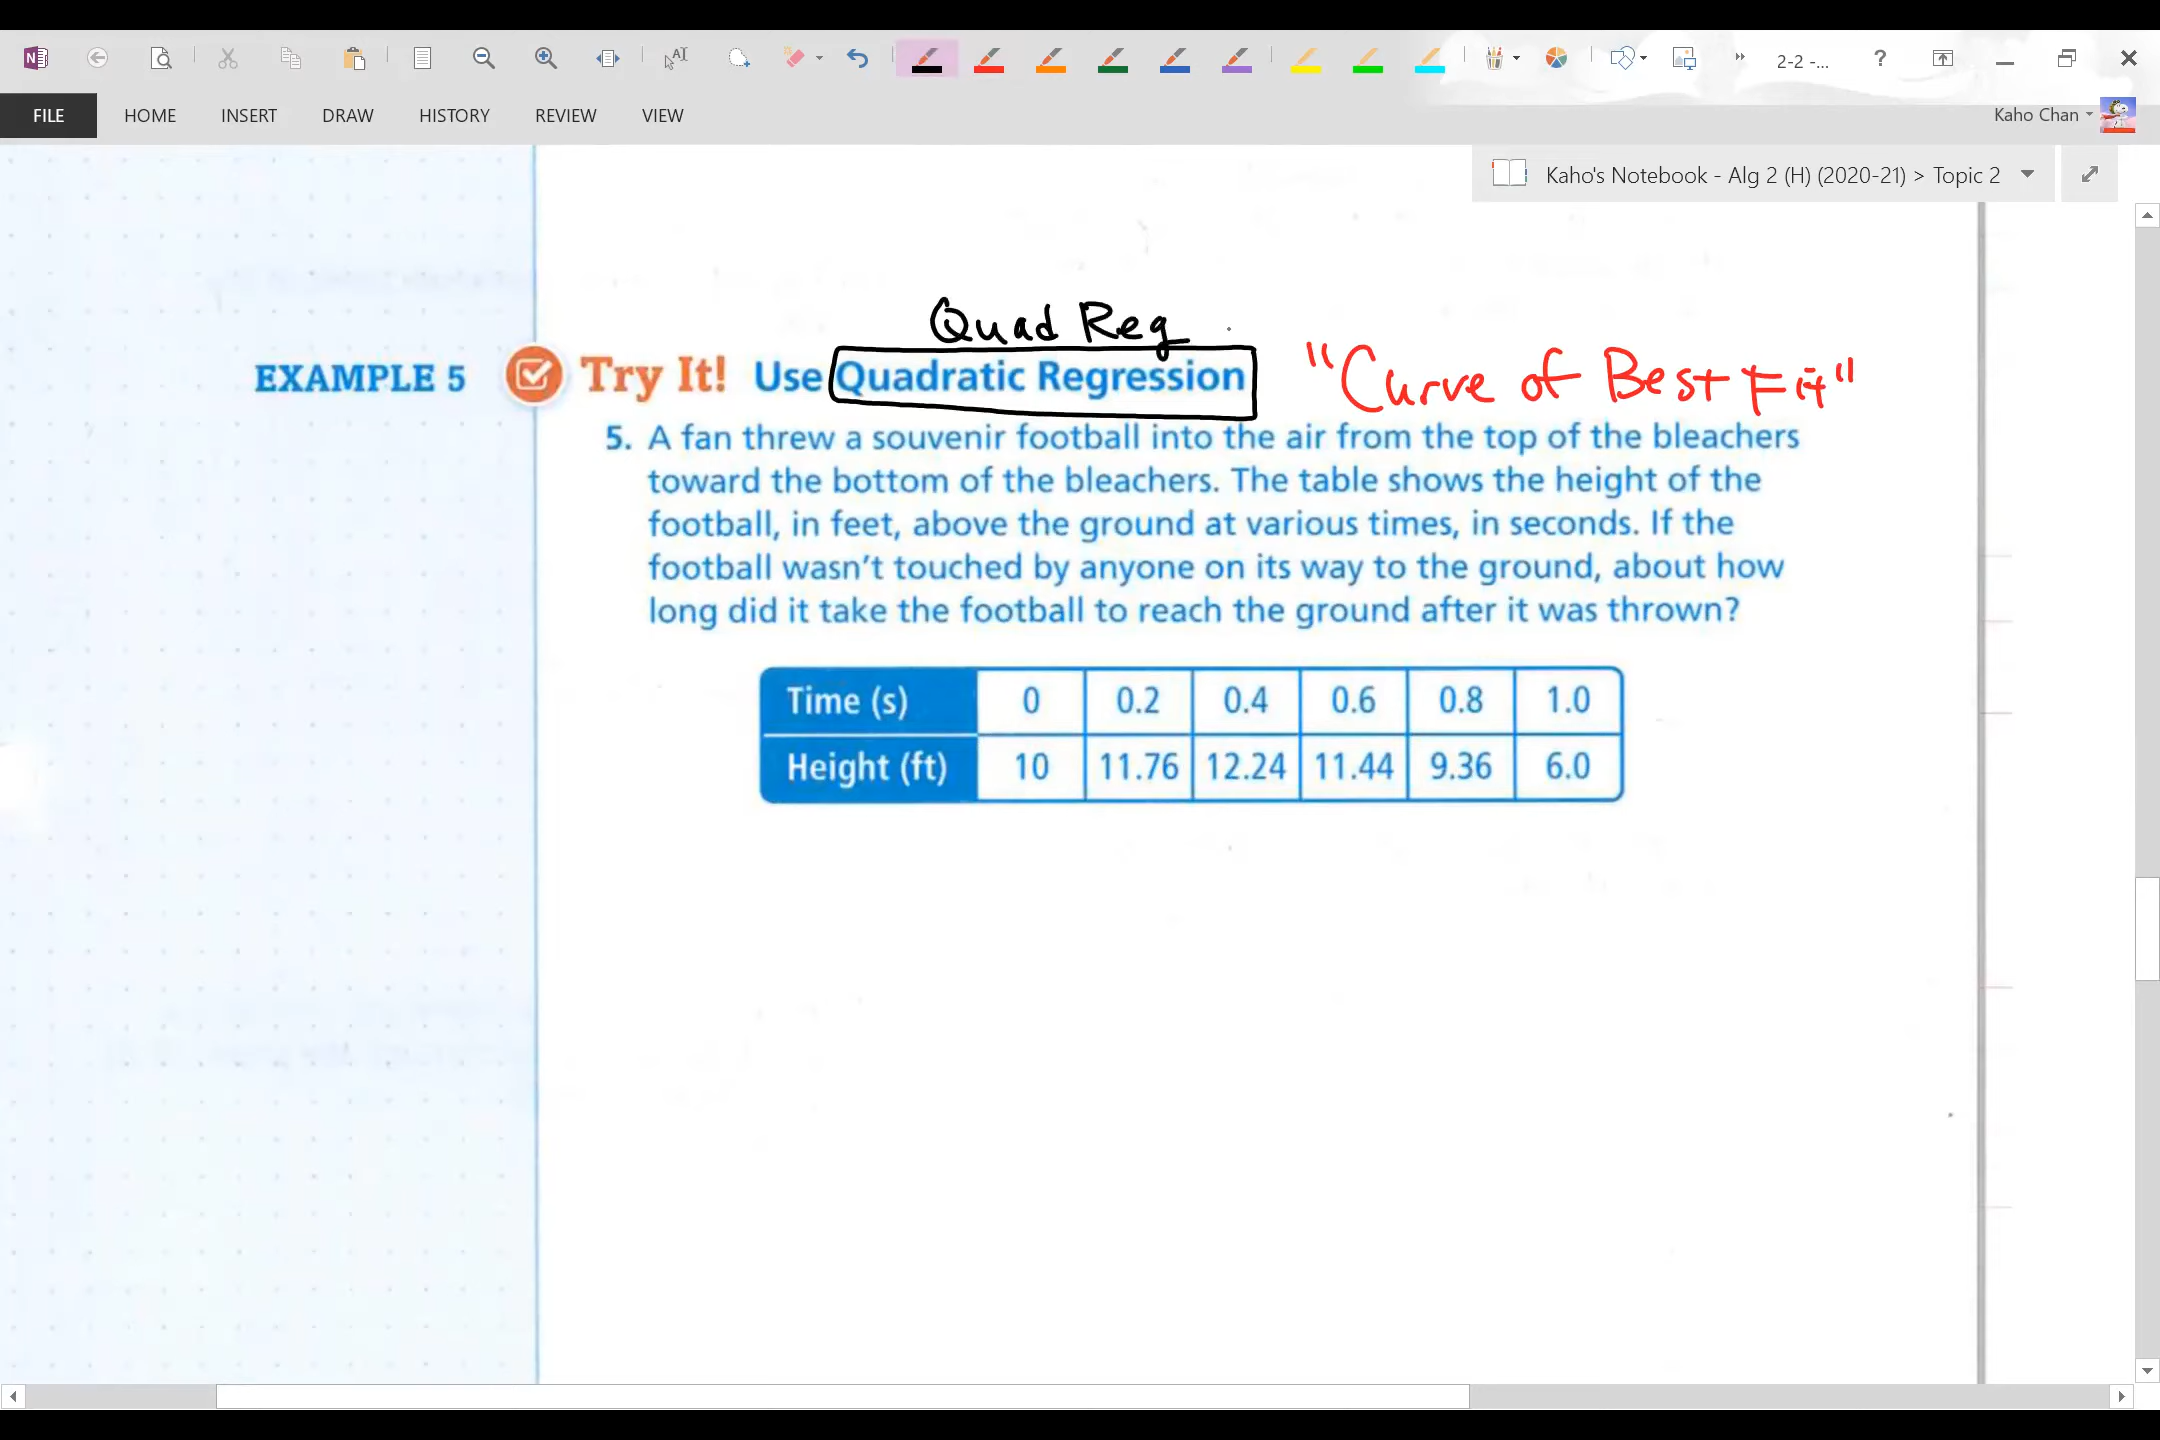 2-2 -...
?
FILE HOME INSERT DRAW HISTORY REVIEW VIEW
Kaho Chan
Kaho's Notebook - Alg 2 (H) (2020-21) > Topic 2
Quad Reg
EXAMPLE 5 Try It! Use Quadratic Regression "Curve of Best Fit"
5. A fan threw a souvenir football into the air from the top of the bleachers
toward the bottom of the bleachers. The table shows the height of the
football, in feet, above the ground at various times, in seconds. If the
football wasn't touched by anyone on its way to the ground, about how
long did it take the football to reach the ground after it was thrown?
Time (s) 0 0.2 0.4 0.6 0.8 1.0
Height (ft) 10 11.76 12.24 11.44 9.36 6.0